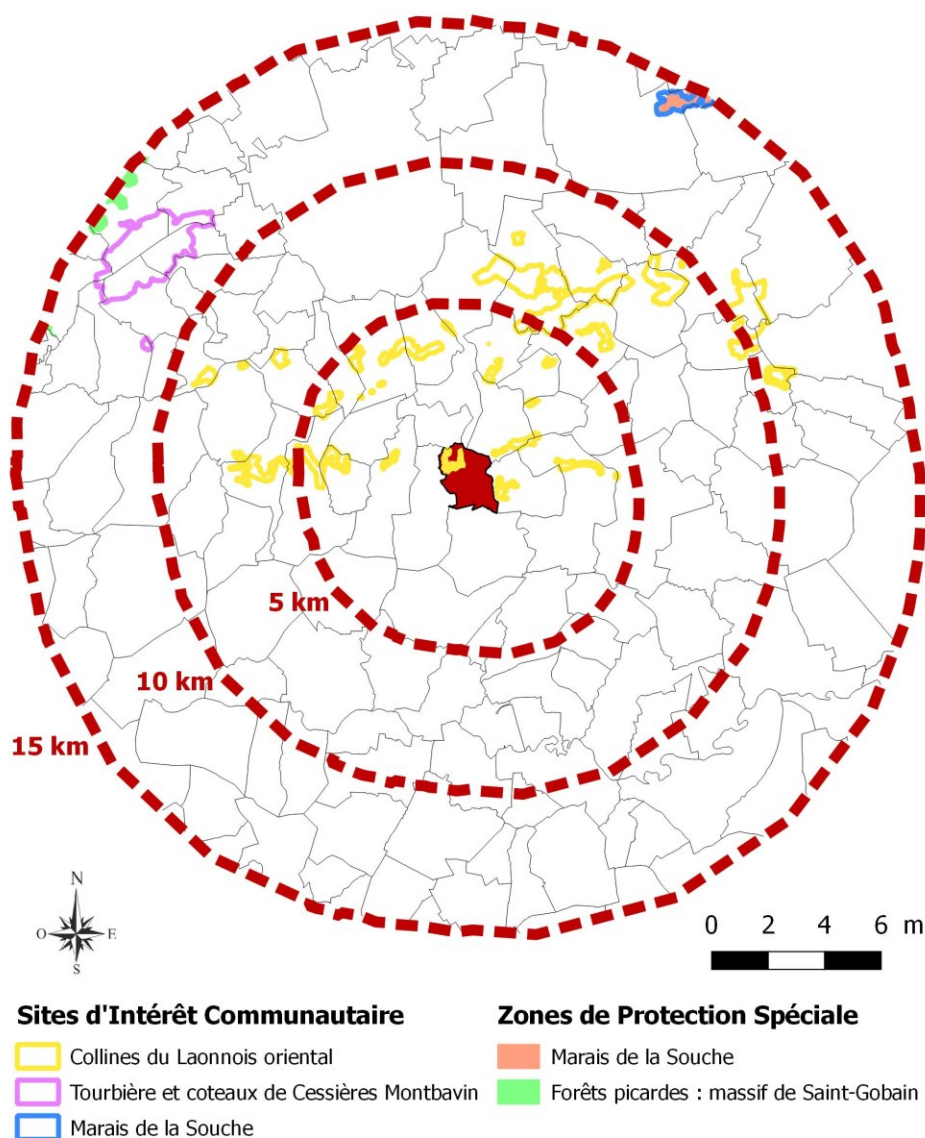 5 km
10 km
15 km
N
O E
S
0 2 4 6 m
Sites d'Intérêt Communautaire
Collines du Laonnois oriental
Tourbière et coteaux de Cessières Montbavin
Marais de la Souche
Zones de Protection Spéciale
Marais de la Souche
Forêts picardes : massif de Saint-Gobain